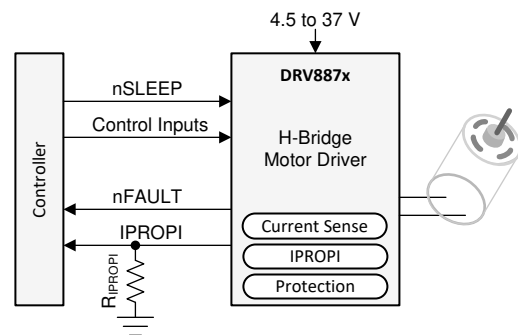 4.5 to 37 V
DRV887x
nSLEEP
Control Inputs
H-Bridge
Motor Driver
Controller
nFAULT
IPROPI
Current Sense
IPROPI
Protection
RIPROPI